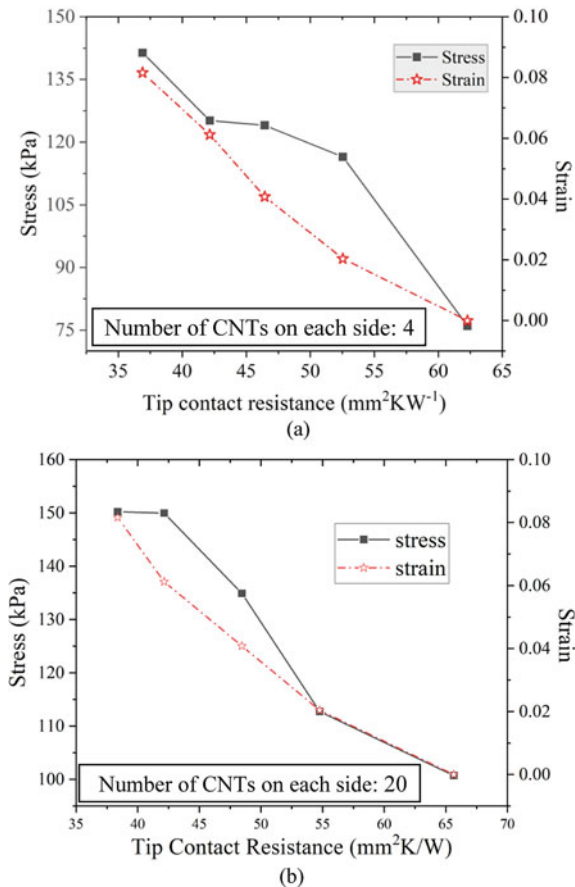 150
135
120
105
90
75
Stress (kPa)
0.10
0.08
0.06
0.04
0.02
0.00
Strain
Stress
Strain
Number of CNTs on each side: 4
35 40 45 50 55 60 65
Tip contact resistance (mm²KW⁻¹)
(a)
160
150
140
130
120
110
100
Stress (kPa)
0.10
0.08
0.06
0.04
0.02
0.00
Strain
stress
strain
Number of CNTs on each side: 20
35 40 45 50 55 60 65 70
Tip Contact Resistance (mm²K/W)
(b)